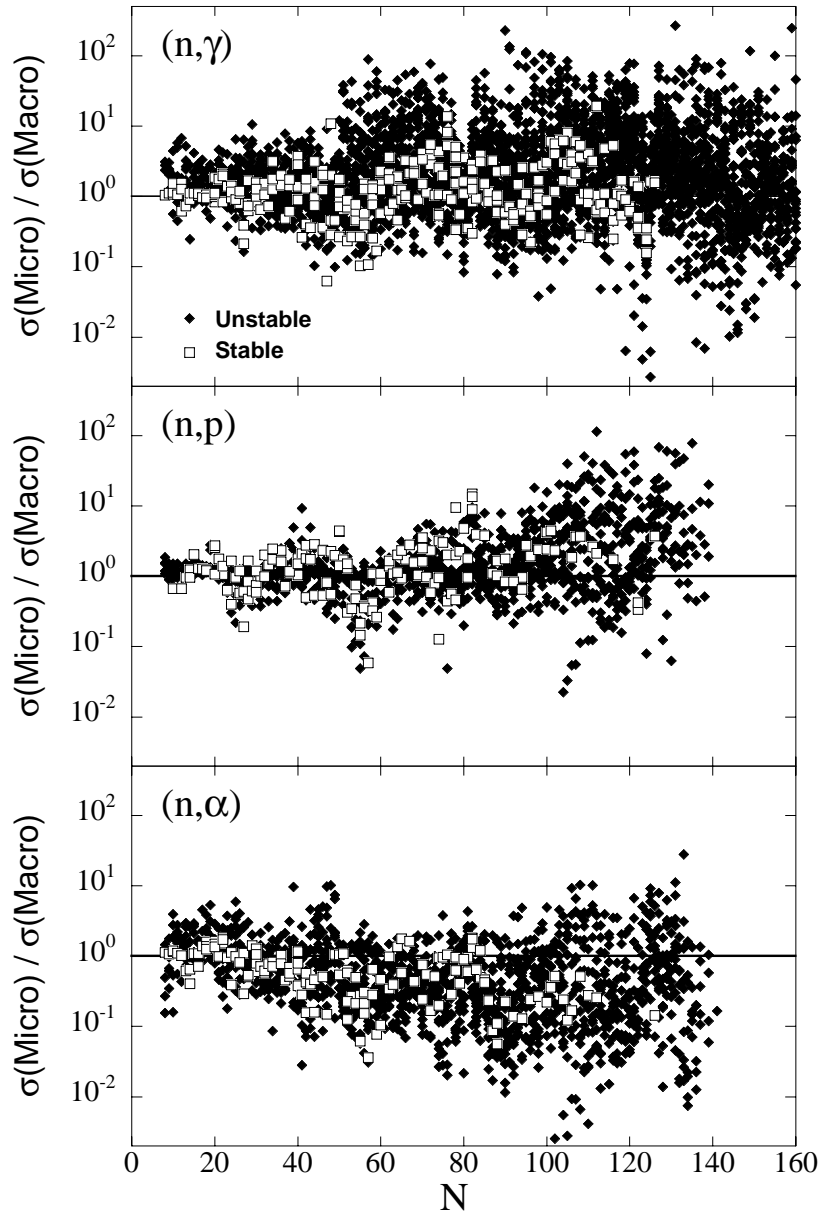 (n,γ)
10²
10¹
10⁰
10⁻¹
10⁻²
σ(Micro) / σ(Macro)
Unstable
Stable
(n,p)
10²
10¹
10⁰
10⁻¹
10⁻²
σ(Micro) / σ(Macro)
(n,α)
10²
10¹
10⁰
10⁻¹
10⁻²
σ(Micro) / σ(Macro)
0 20 40 60 80 100 120 140 160
N